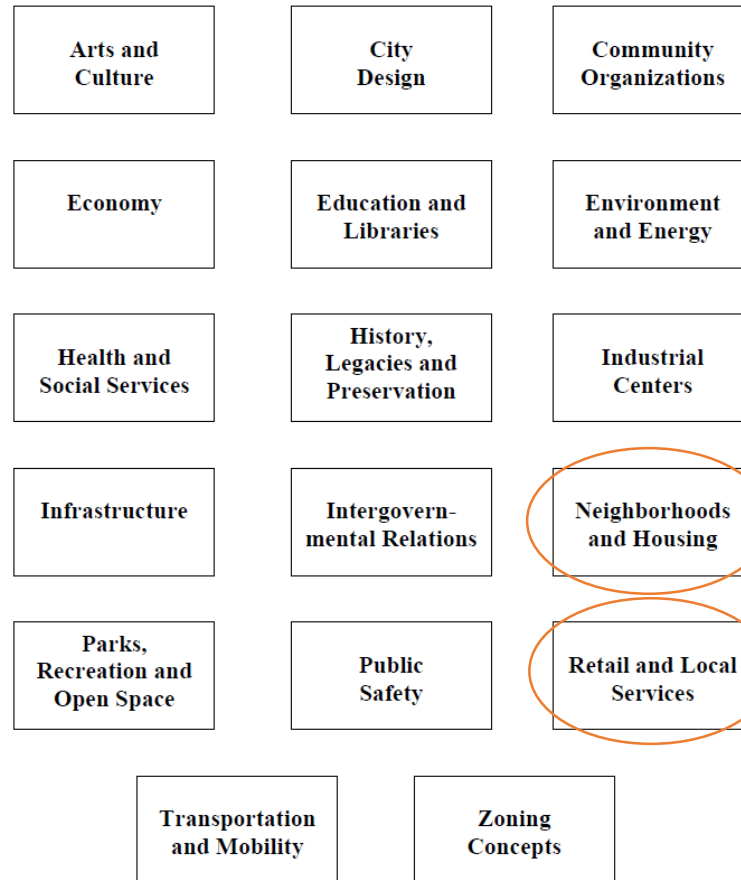 Arts and
Culture
City
Design
Community
Organizations
Economy
Education and
Libraries
Environment
and Energy
Health and
Social Services
History,
Legacies and
Preservation
Industrial
Centers
Infrastructure
Intergovern-
mental Relations
Neighborhoods
and Housing
Parks,
Recreation and
Open Space
Public
Safety
Retail and Local
Services
Transportation
and Mobility
Zoning
Concepts